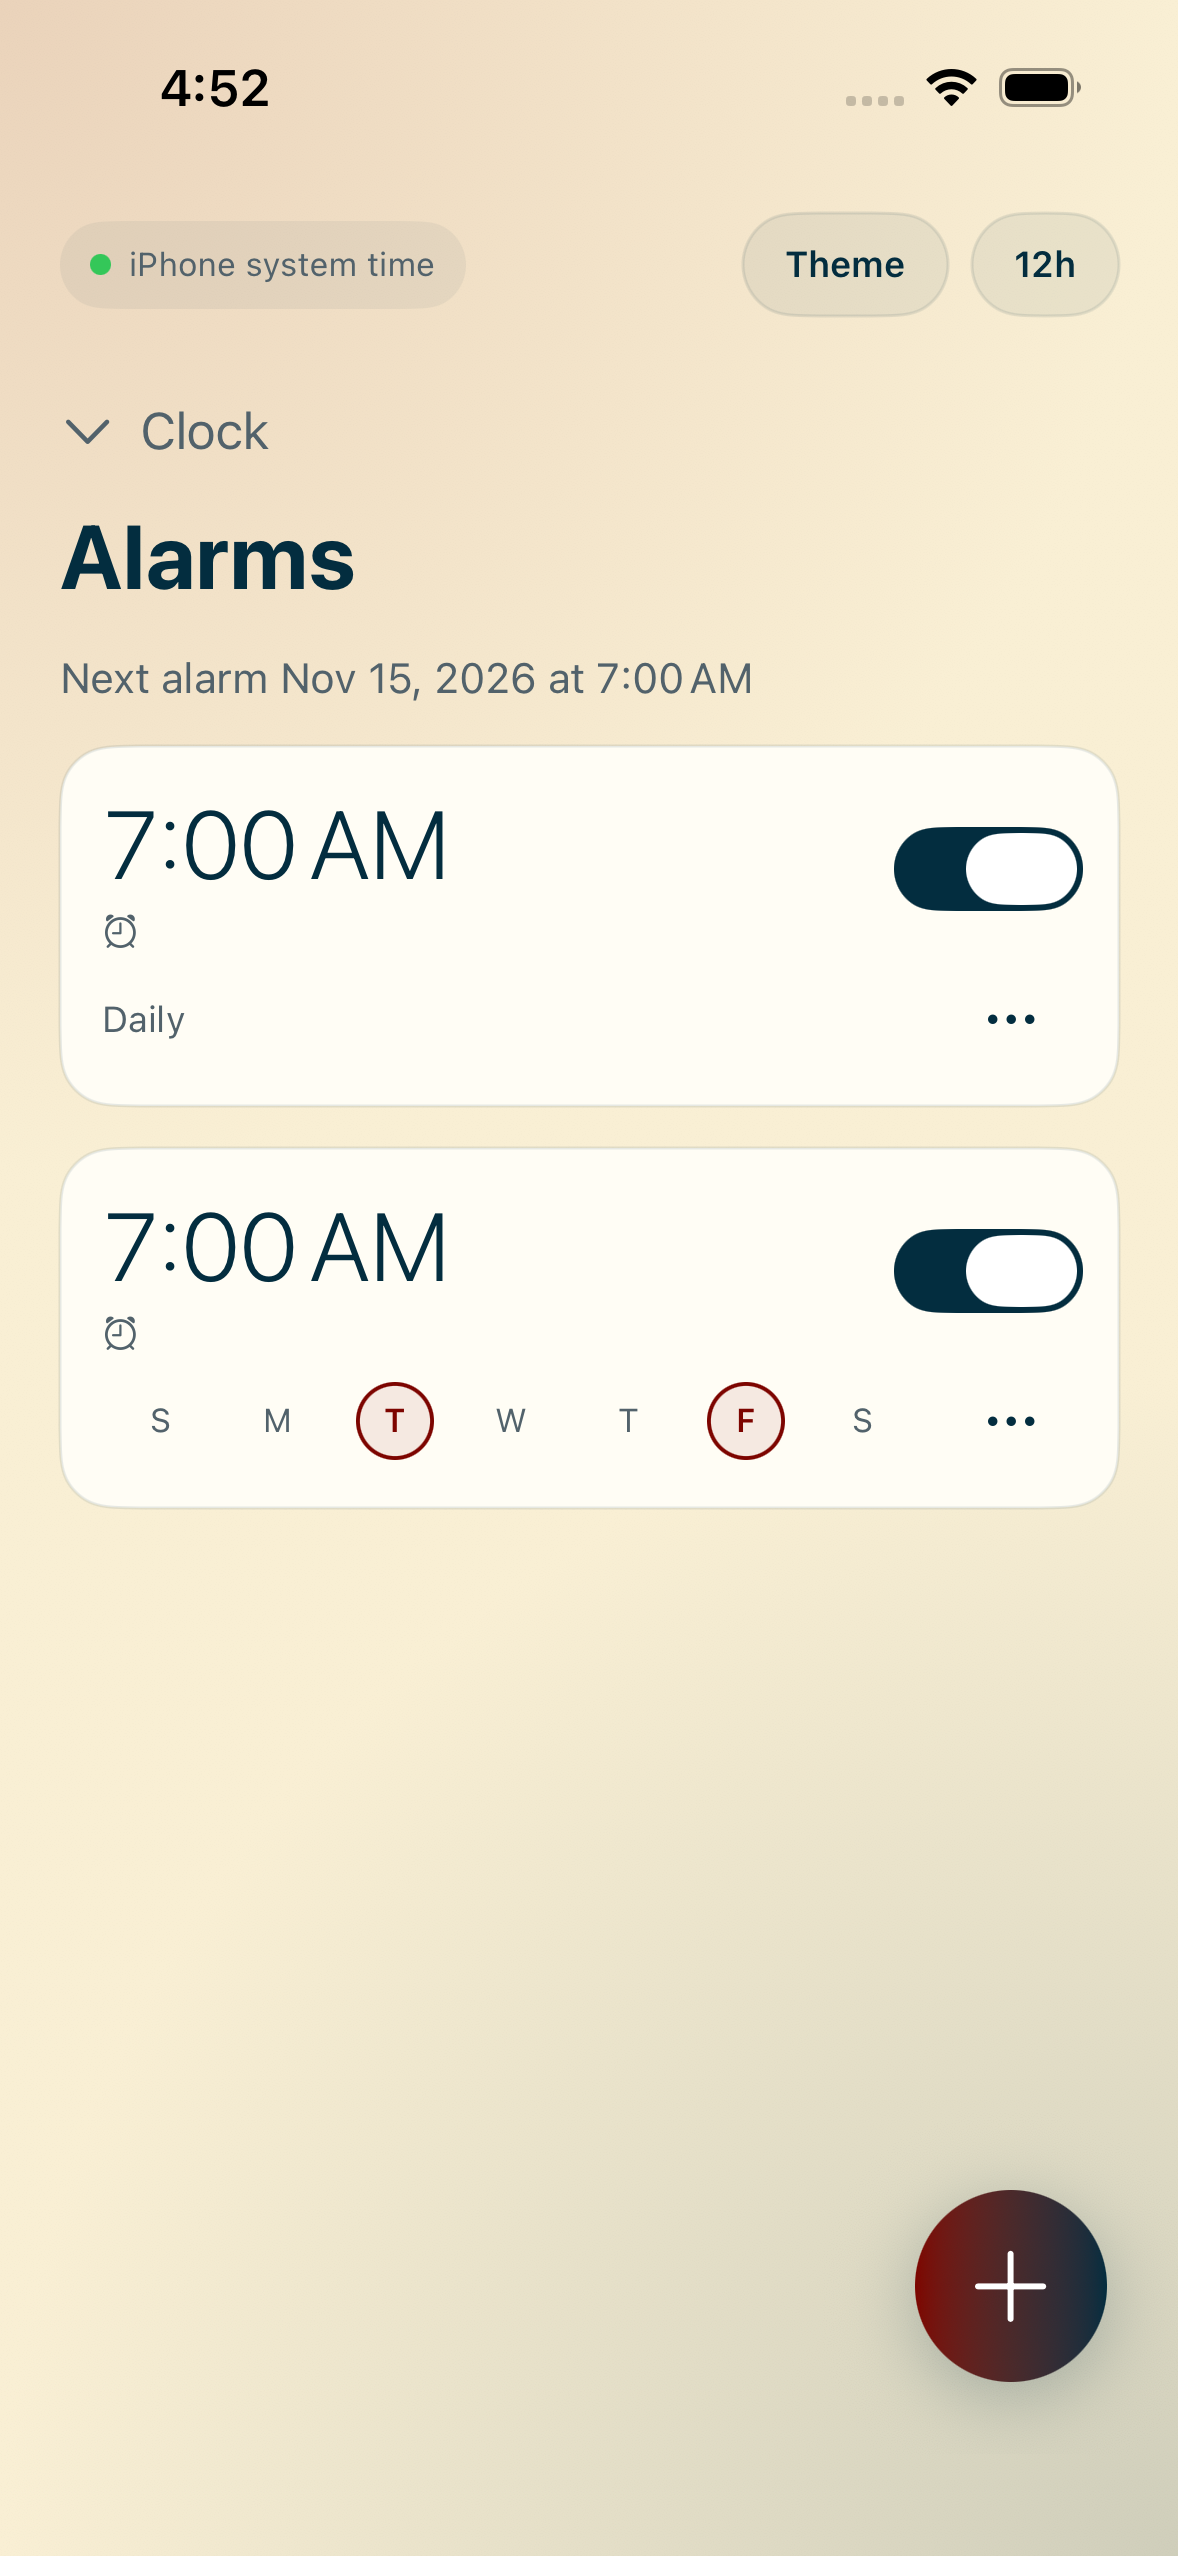 4:52
iPhone system time
Theme
12h
Clock
Alarms
Next alarm Nov 15, 2026 at 7:00 AM
7:00 AM
Daily
7:00 AM
S M T W T F S